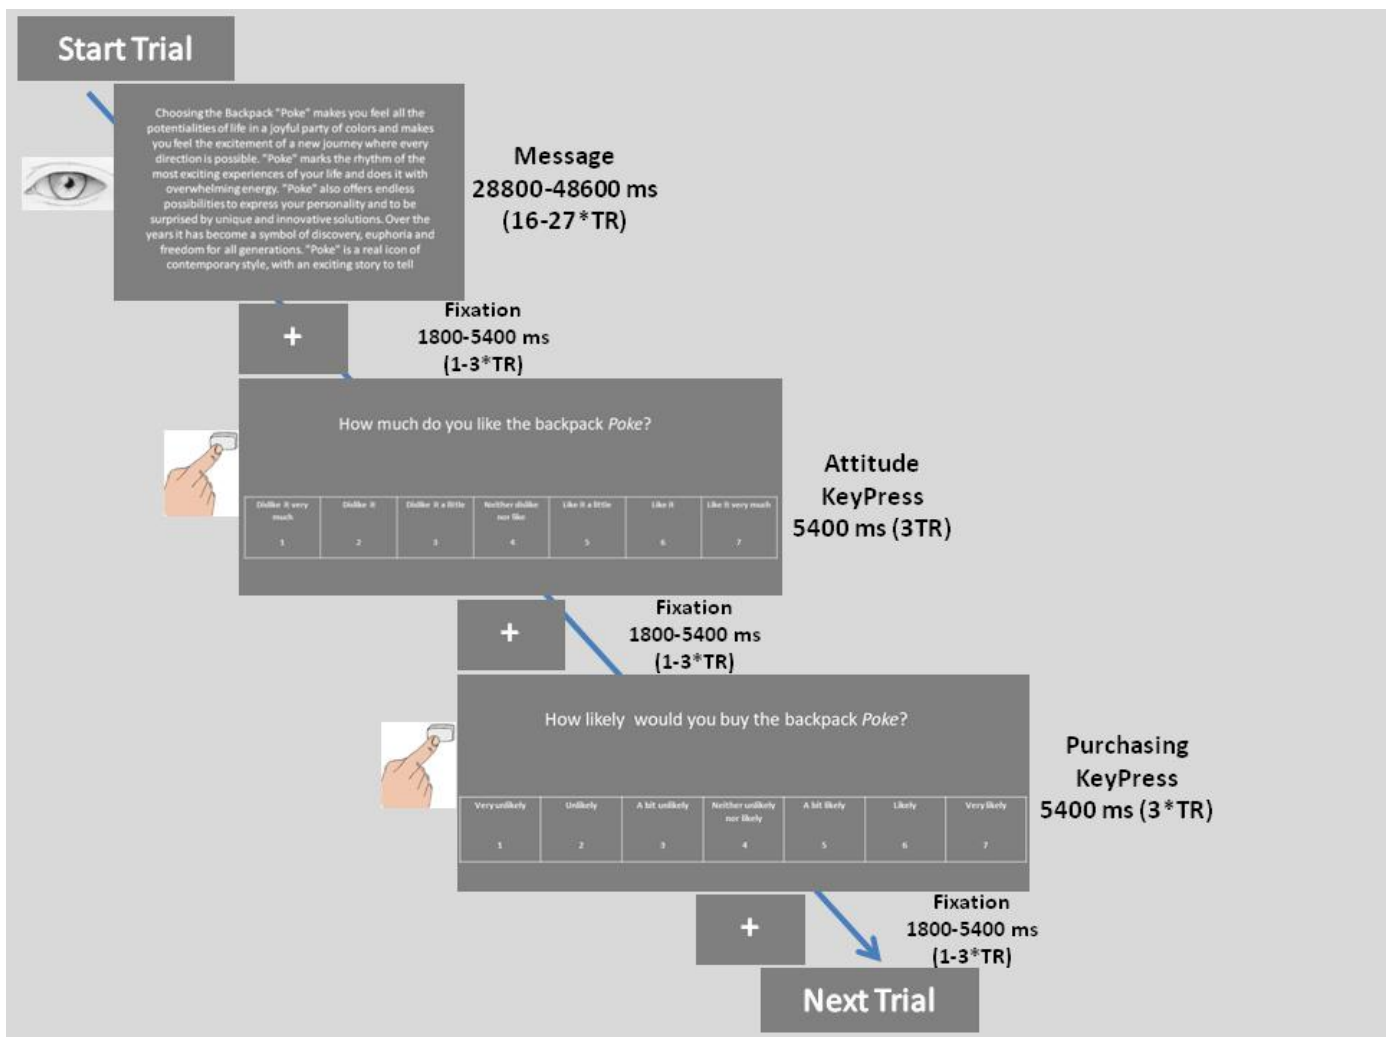 Start Trial
Choosing the Backpack "Poke" makes you feel all the
potentialities of life in a joyful party of colors and makes
you feel the excitement of a new journey where every
direction is possible. "Poke" marks the rhythm of the
most exciting experiences of your life and does it with
overwhelming energy. "Poke" also offers endless
possibilities to express your personality and to be
surprised by unique and innovative solutions. Over the
years it has become a symbol of discovery, euphoria and
freedom for all generations. "Poke" is a real icon of
contemporary style, with an exciting story to tell
Message
28800-48600 ms
(16-27*TR)
+
Fixation
1800-5400 ms
(1-3*TR)
How much do you like the backpack Poke?
Dislike it very much Dislike it Dislike it a little Neither dislike nor like Like it a little Like it Like it very much
1 2 3 4 5 6 7
Attitude
KeyPress
5400 ms (3TR)
+
Fixation
1800-5400 ms
(1-3*TR)
How likely would you buy the backpack Poke?
Very unlikely Unlikely A bit unlikely Neither unlikely nor likely A bit likely Likely Very likely
1 2 3 4 5 6 7
Purchasing
KeyPress
5400 ms (3*TR)
+
Fixation
1800-5400 ms
(1-3*TR)
Next Trial